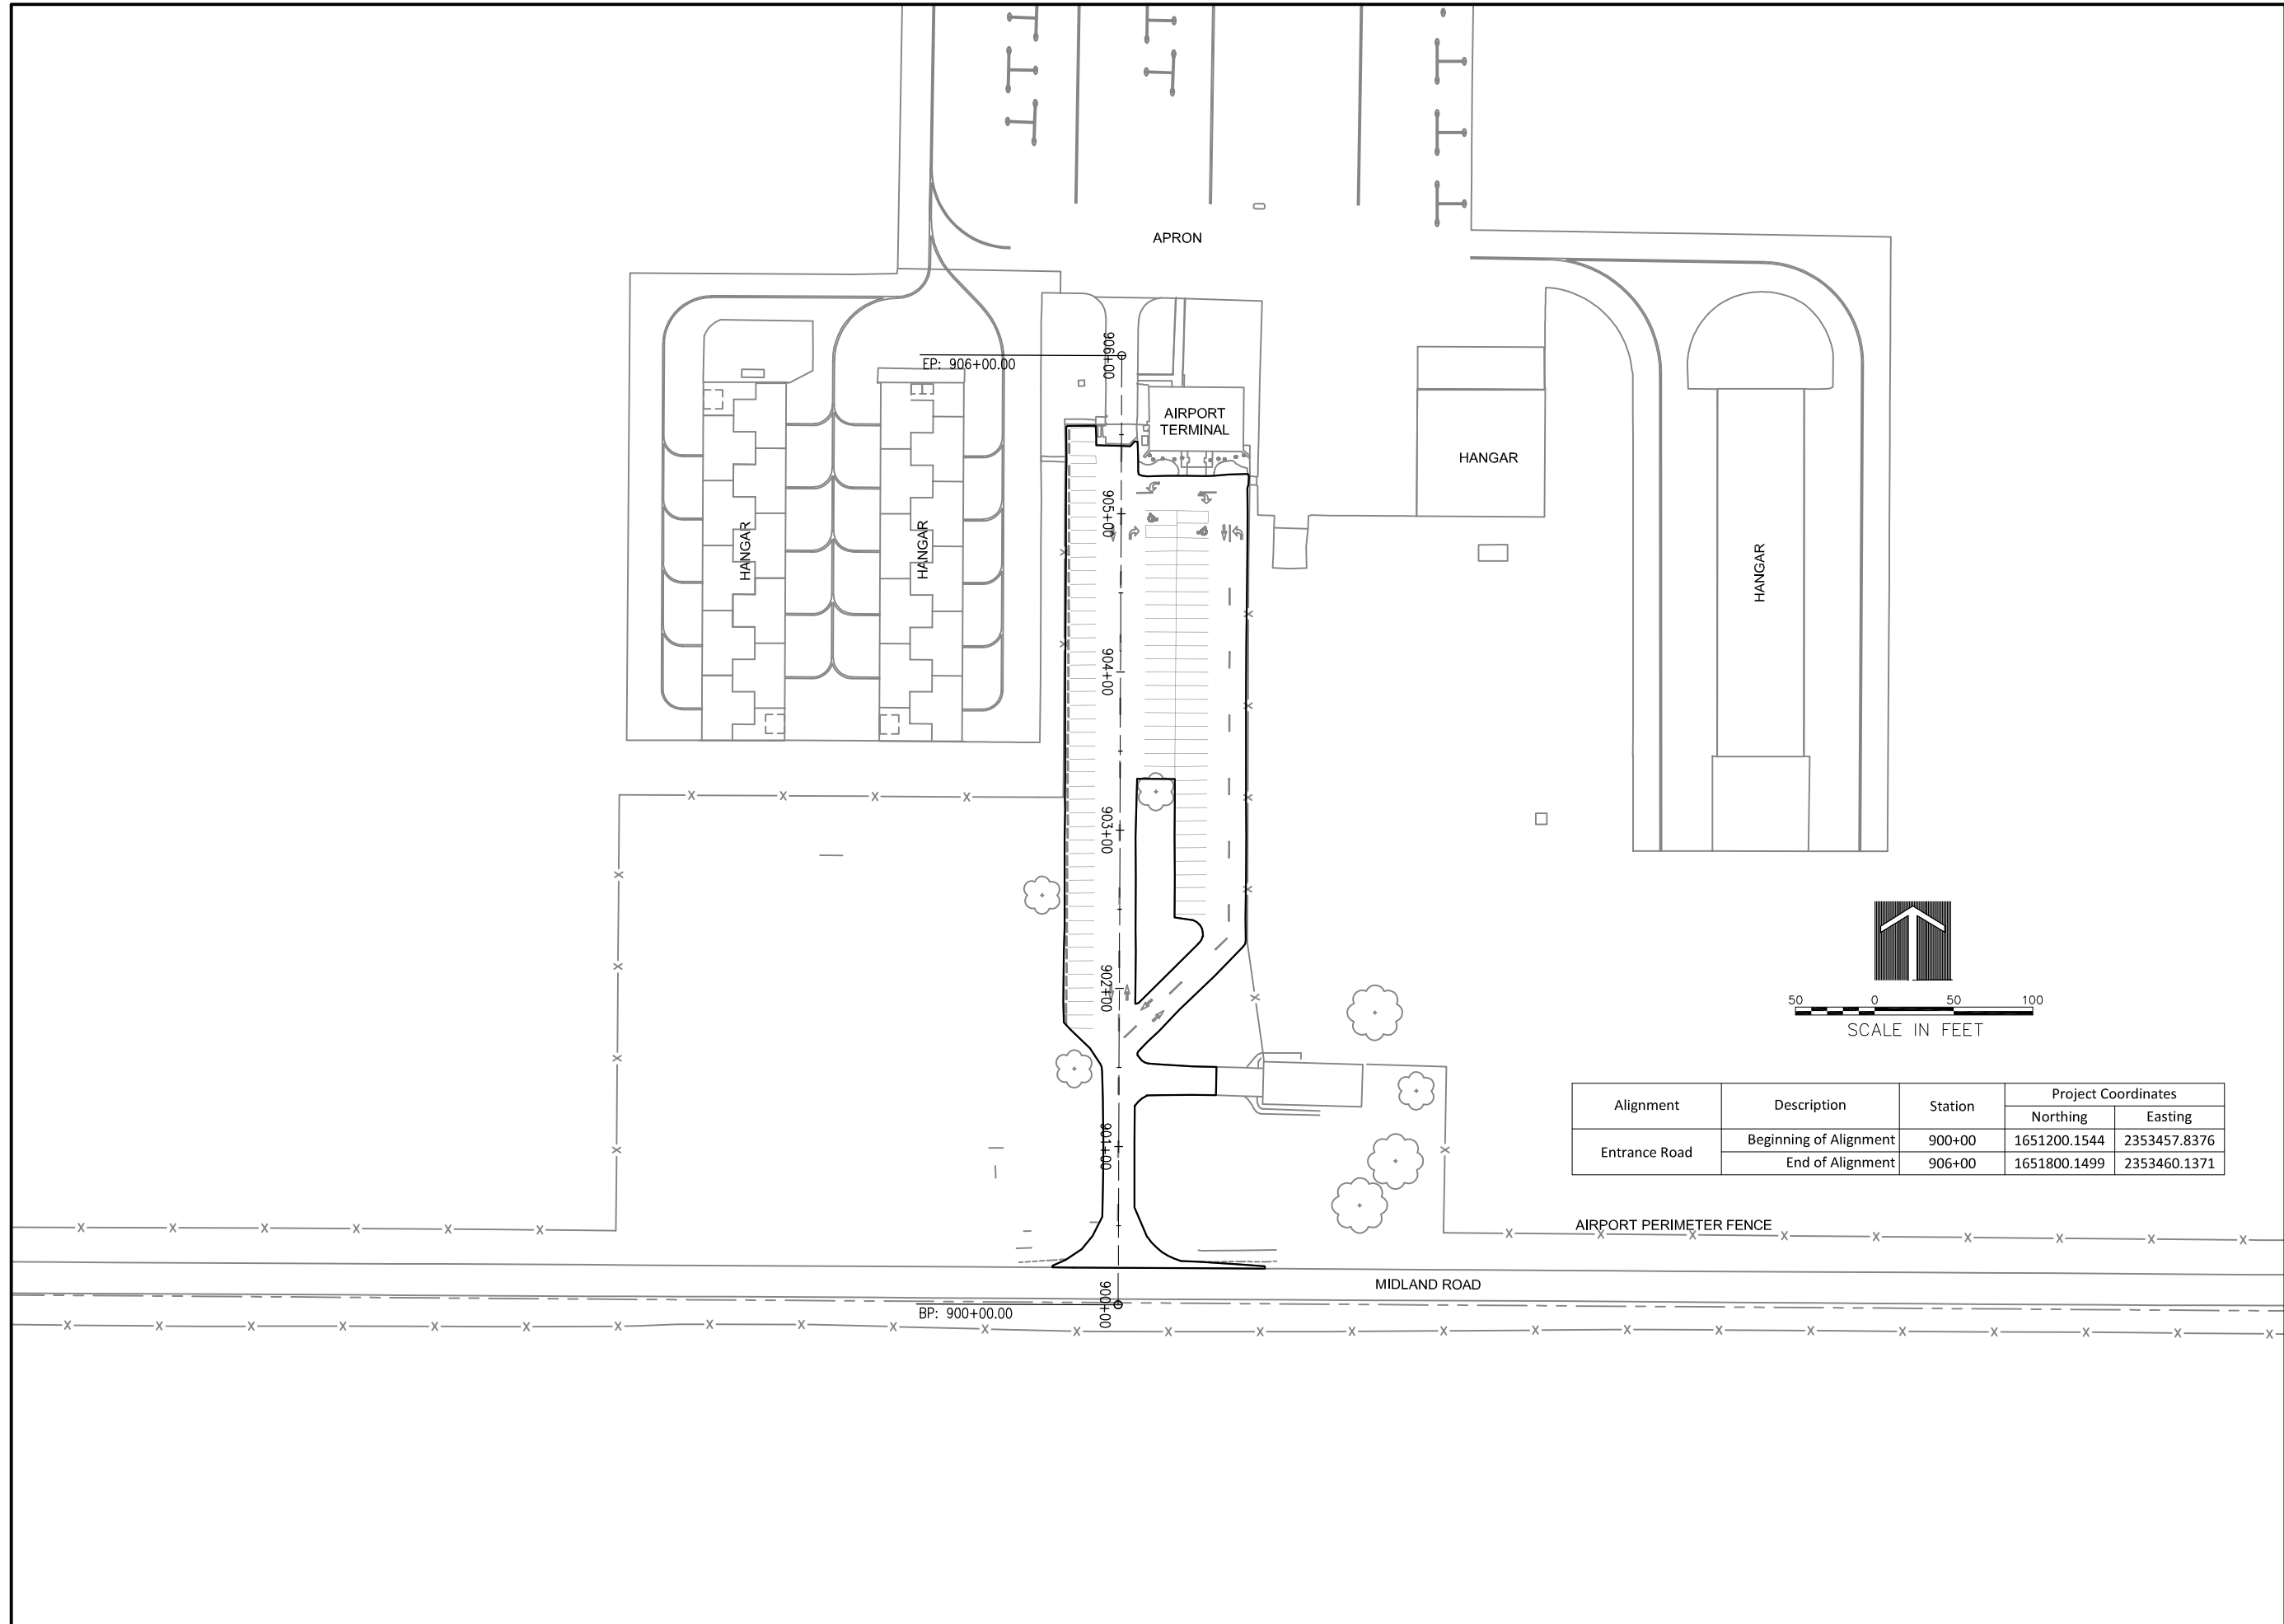 APRON
906+00
EP: 906+00.00
AIRPORT
TERMINAL
HANGAR
905+00
HANGAR
HANGAR
HANGAR
904+00
903+00
902+00
50 0 50 100
SCALE IN FEET
Alignment Description Station Project Coordinates
Northing Easting
Entrance Road Beginning of Alignment 900+00 1651200.1544 2353457.8376
End of Alignment 906+00 1651800.1499 2353460.1371
901+00
AIRPORT PERIMETER FENCE
MIDLAND ROAD
900+00
BP: 900+00.00